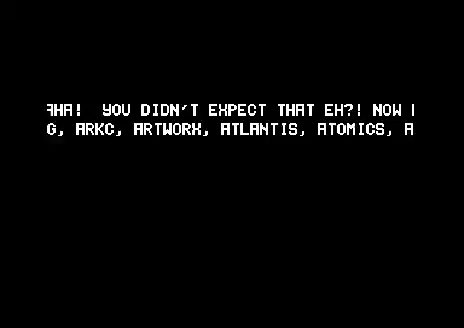 AHA!  YOU DIDN'T EXPECT THAT EH?! NOW
G, ARKC, ARTWORX, ATLANTIS, ATOMICS, A